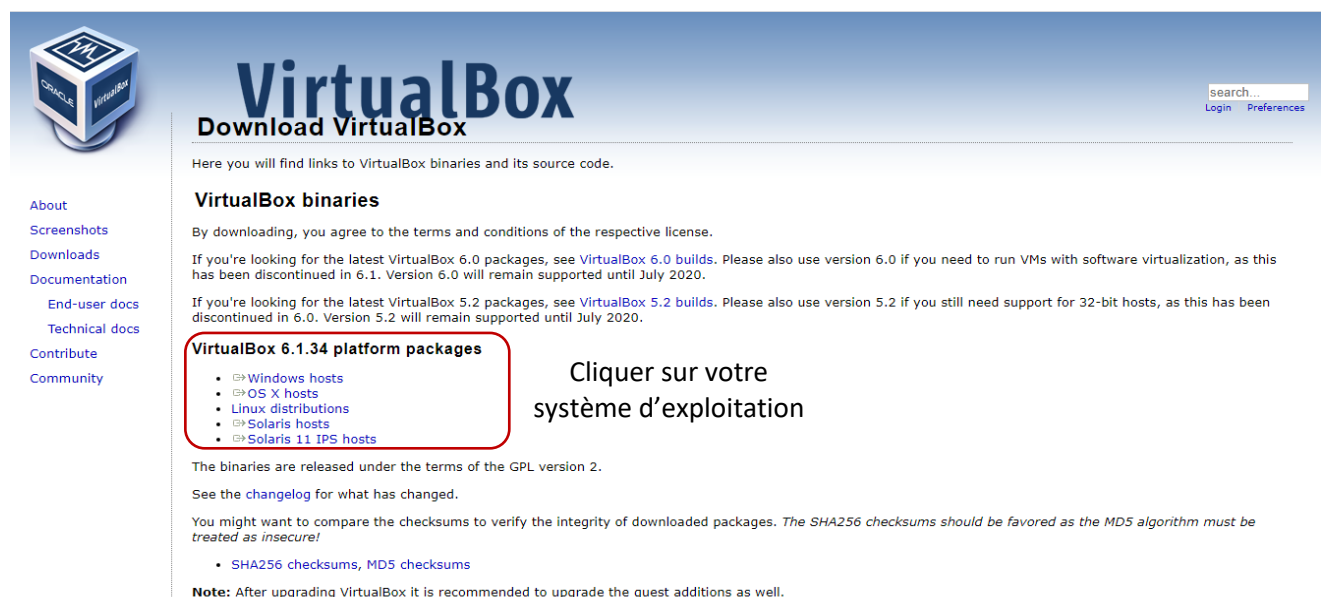 ORACLE
VirtualBox
VirtualBox
search...
Login Preferences
Download VirtualBox
Here you will find links to VirtualBox binaries and its source code.
About
Screenshots
Downloads
Documentation
End-user docs
Technical docs
Contribute
Community
VirtualBox binaries
By downloading, you agree to the terms and conditions of the respective license.
If you're looking for the latest VirtualBox 6.0 packages, see VirtualBox 6.0 builds. Please also use version 6.0 if you need to run VMs with software virtualization, as this
has been discontinued in 6.1. Version 6.0 will remain supported until July 2020.
If you're looking for the latest VirtualBox 5.2 packages, see VirtualBox 5.2 builds. Please also use version 5.2 if you still need support for 32-bit hosts, as this has been
discontinued in 6.0. Version 5.2 will remain supported until July 2020.
VirtualBox 6.1.34 platform packages
• Windows hosts
• OS X hosts
• Linux distributions
• Solaris hosts
• Solaris 11 IPS hosts
Cliquer sur votre
système d’exploitation
The binaries are released under the terms of the GPL version 2.
See the changelog for what has changed.
You might want to compare the checksums to verify the integrity of downloaded packages. The SHA256 checksums should be favored as the MD5 algorithm must be
treated as insecure!
• SHA256 checksums, MD5 checksums
Note: After upgrading VirtualBox it is recommended to upgrade the guest additions as well.